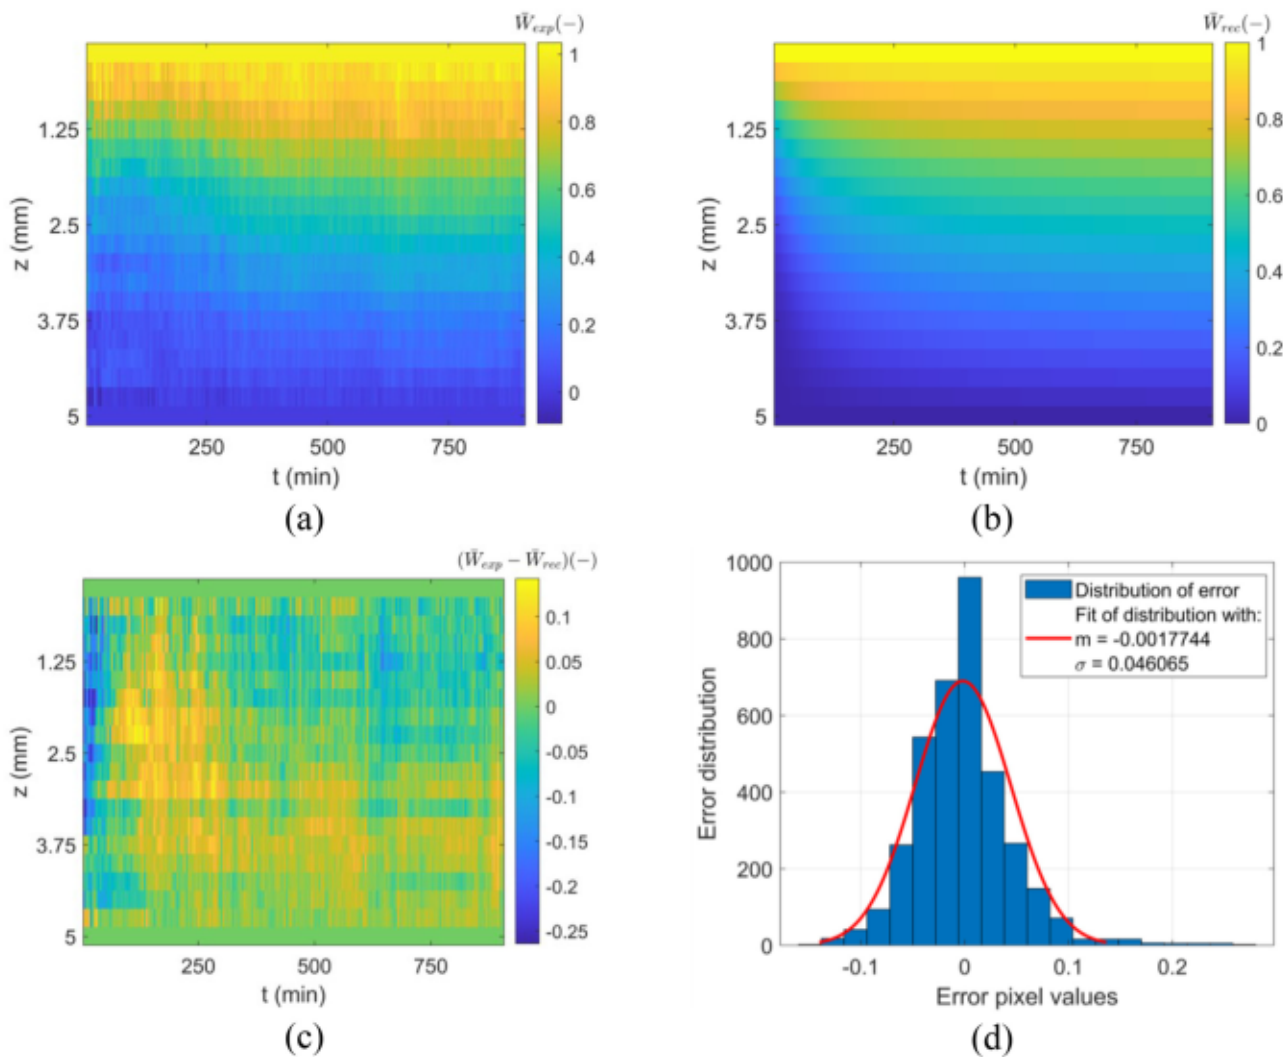 W̄exp(−)
1
0.8
0.6
0.4
0.2
0
1.25
2.5
3.75
5
z (mm)
250 500 750
t (min)
(a)
W̄rec(−)
1
0.8
0.6
0.4
0.2
0
1.25
2.5
3.75
5
z (mm)
250 500 750
t (min)
(b)
(W̄exp − W̄rec)(−)
0.1
0.05
0
-0.05
-0.1
-0.15
-0.2
-0.25
1.25
2.5
3.75
5
z (mm)
250 500 750
t (min)
(c)
1000
800
600
400
200
0
Error distribution
Distribution of error
Fit of distribution with:
m = -0.0017744
σ = 0.046065
-0.1 0 0.1 0.2
Error pixel values
(d)